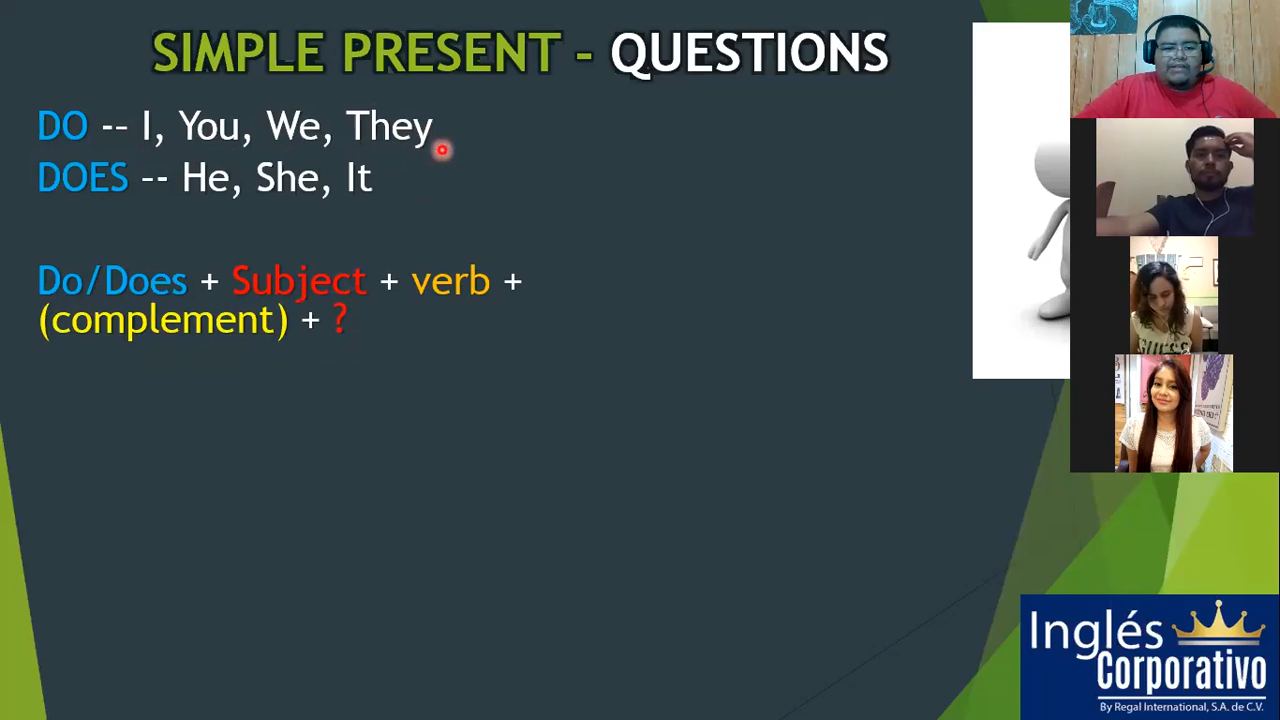 SIMPLE PRESENT - QUESTIONS
DO -- I, You, We, They
DOES -- He, She, It
Do/Does + Subject + verb +
(complement) + ?
GUESS
Inglés
Corporativo
By Regal International, S.A. de C.V.